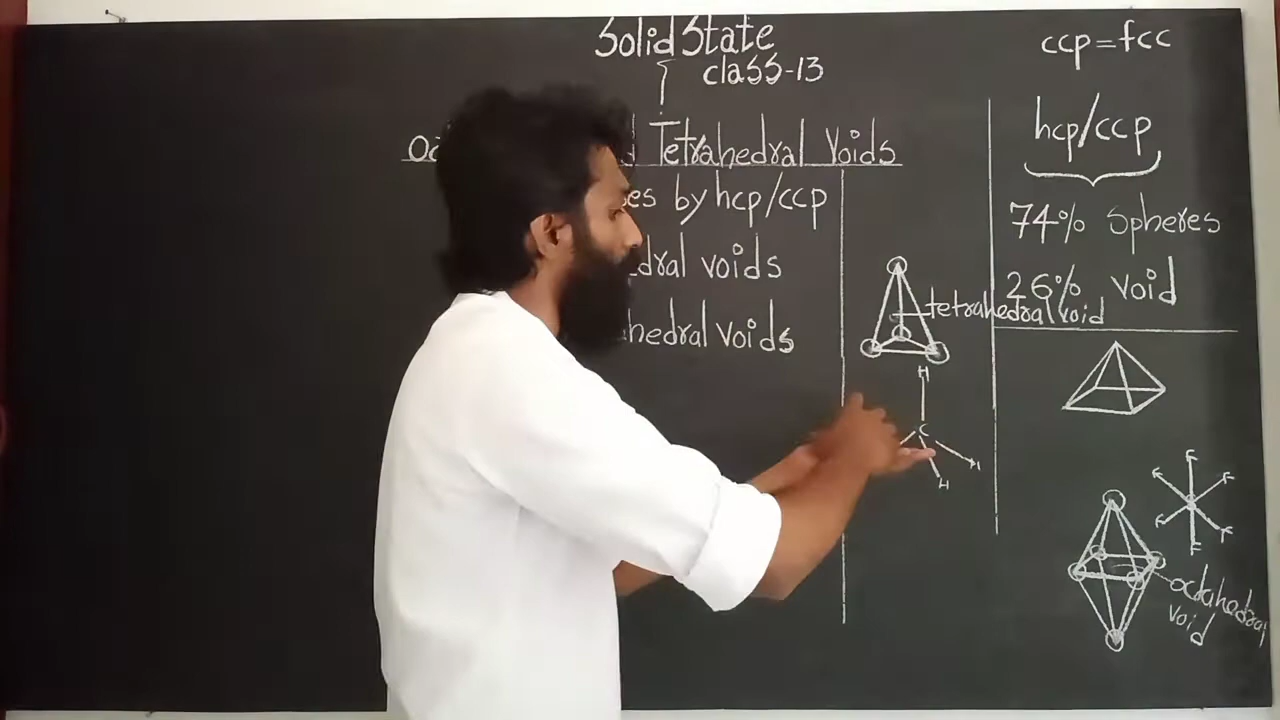 Solid State
class-13
Tetrahedral Voids
by hcp/ccp
voids
voids
tetrahedral void
H
C
H
ccp=fcc
hcp/ccp
74% Spheres
26% void
F
F
F
F
F
F
octahedral
void